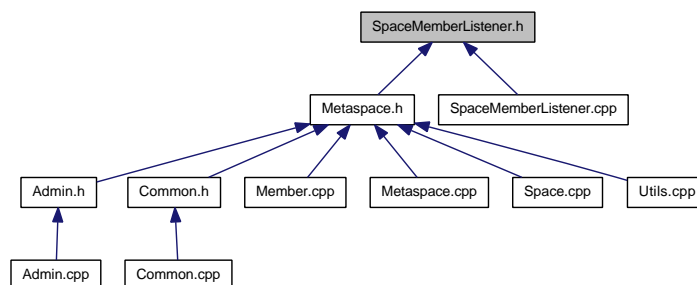 SpaceMemberListener.h
Metaspace.h
SpaceMemberListener.cpp
Admin.h
Common.h
Member.cpp
Metaspace.cpp
Space.cpp
Utils.cpp
Admin.cpp
Common.cpp